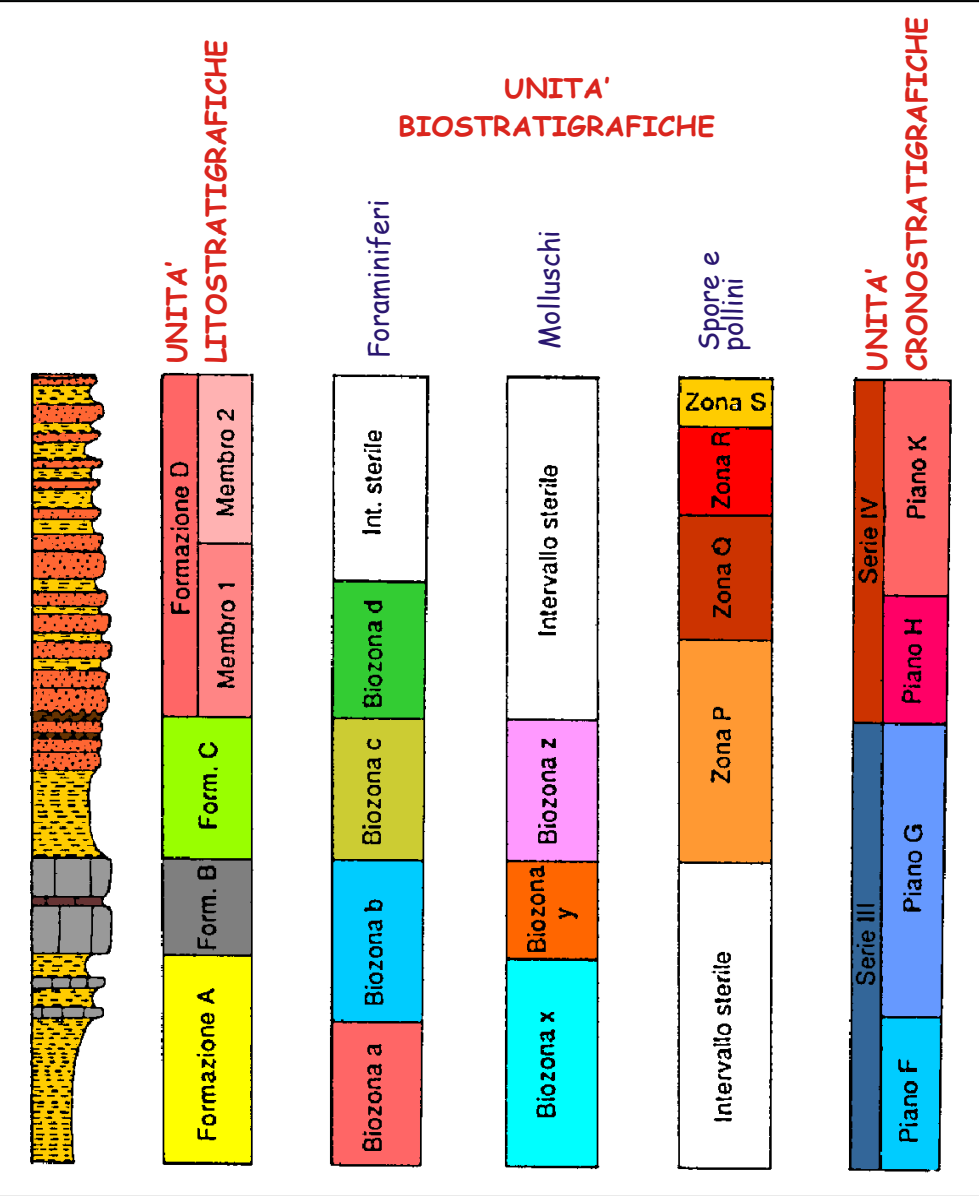 UNITA'
LITOSTRATIGRAFICHE
UNITA'
BIOSTRATIGRAFICHE
Foraminiferi
Molluschi
Spore e
pollini
UNITA'
CRONOSTRATIGRAFICHE
Formazione D
Membro 2
Membro 1
Form. C
Form. B
Formazione A
Int. sterile
Biozona d
Biozona c
Biozona b
Biozona a
Intervallo sterile
Biozona z
Biozona
y
Biozona x
Zona S
Zona R
Zona Q
Zona P
Intervallo sterile
Serie IV
Serie III
Piano K
Piano H
Piano G
Piano F